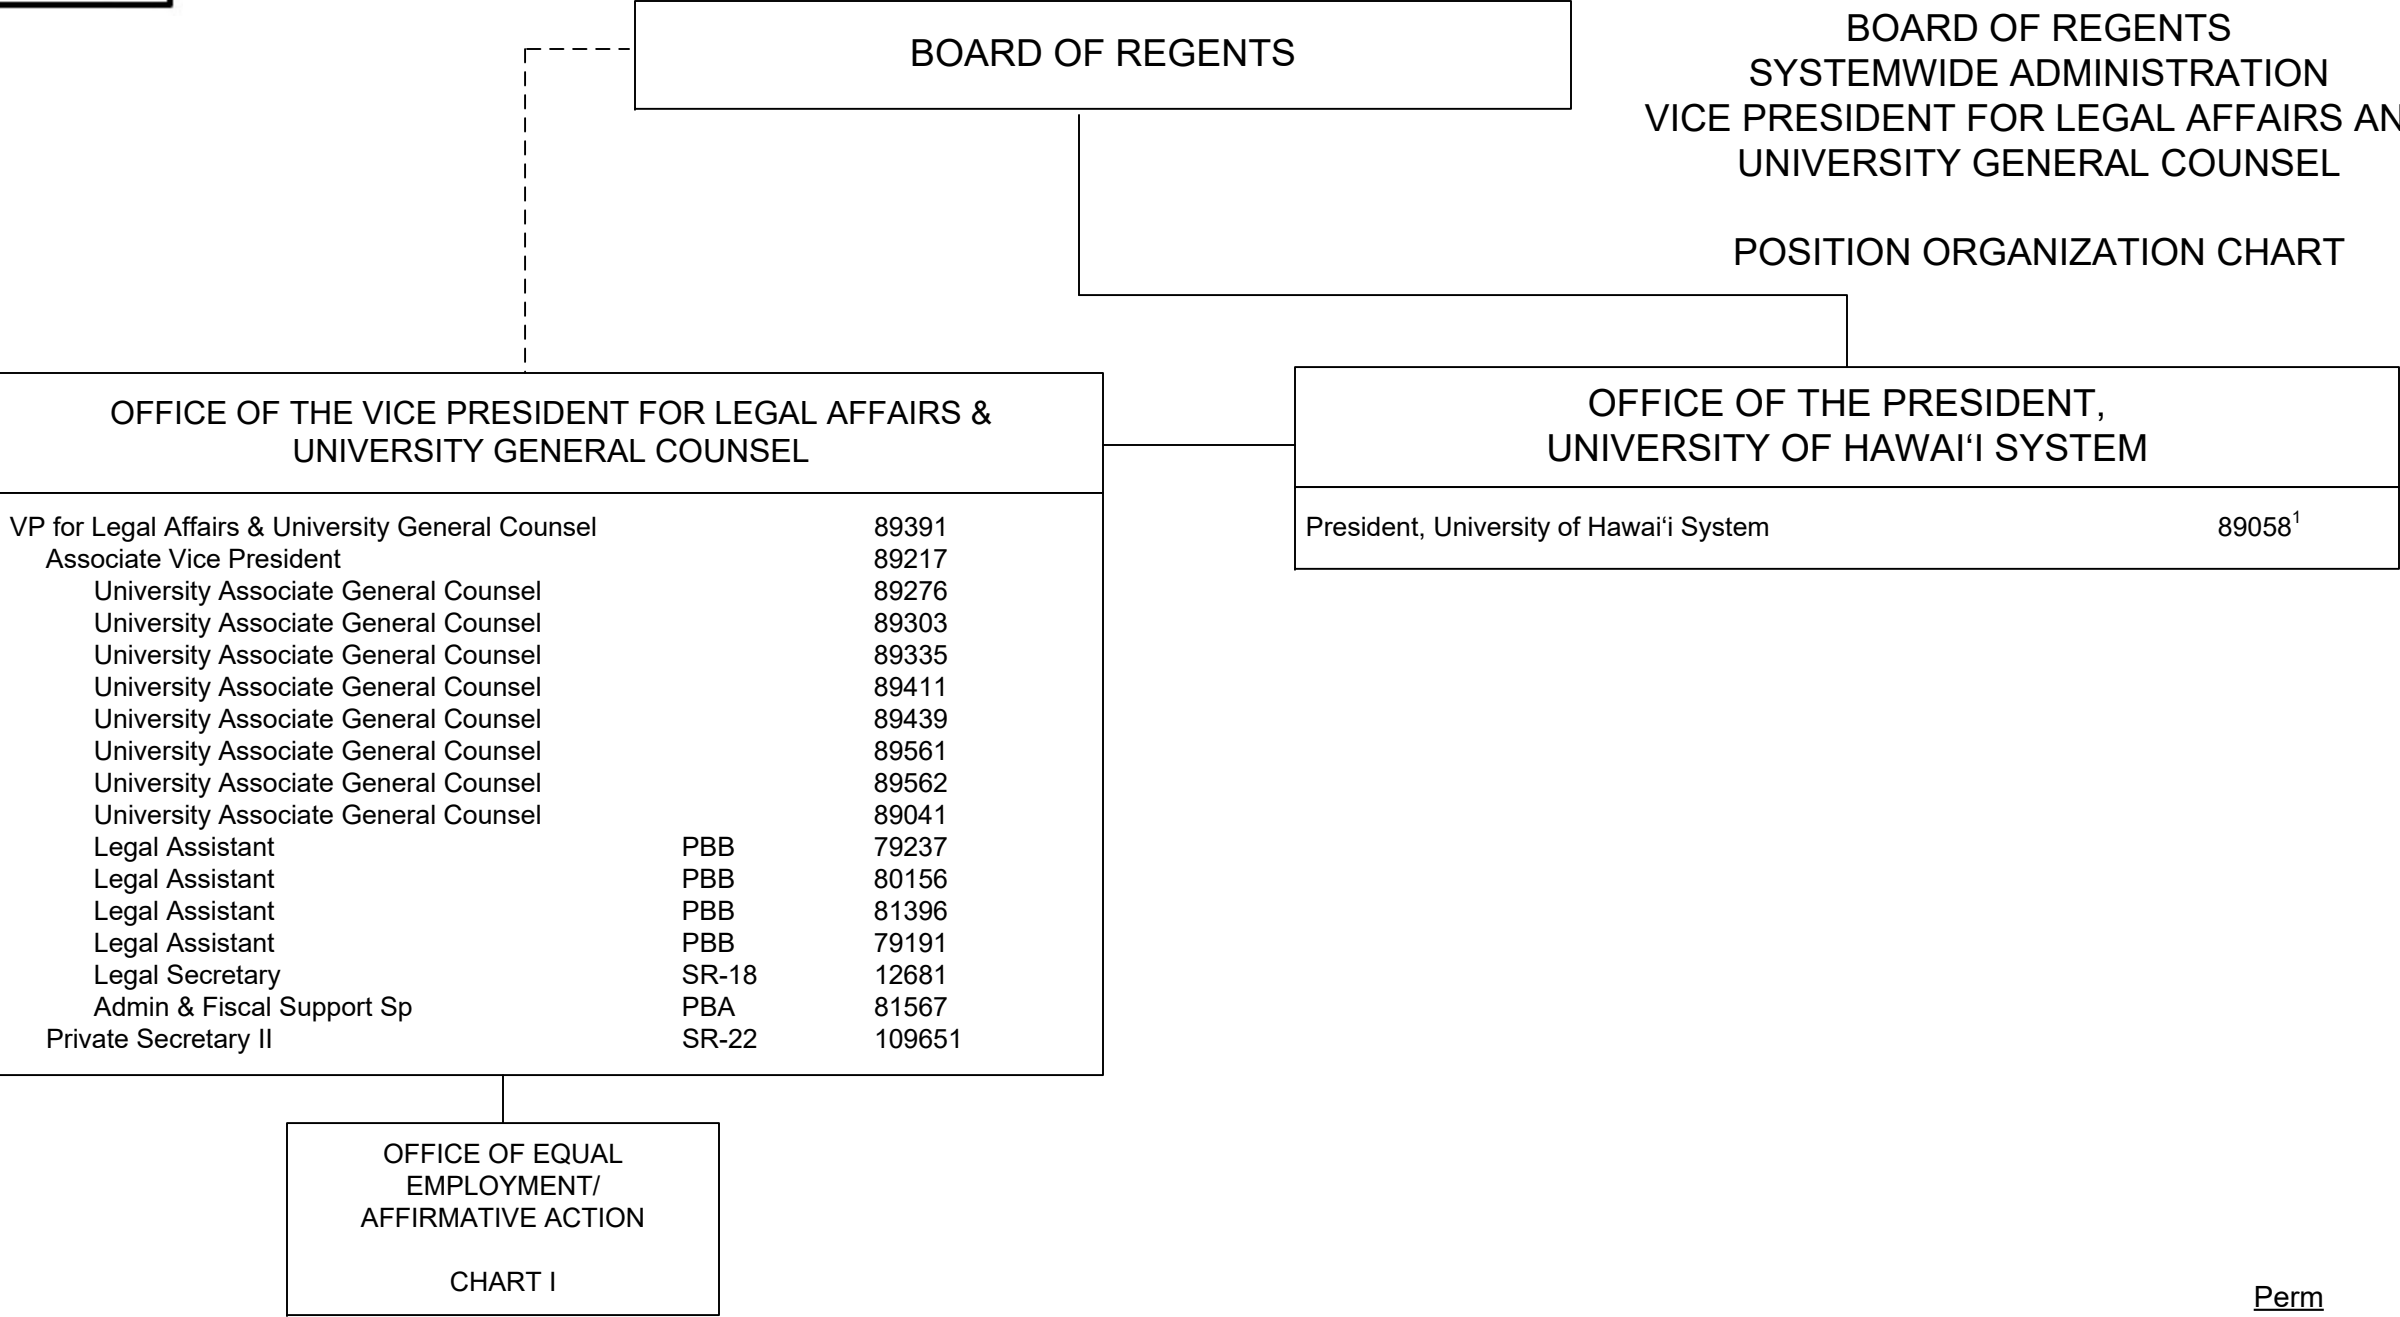 BOARD OF REGENTS
BOARD OF REGENTS
SYSTEMWIDE ADMINISTRATION
VICE PRESIDENT FOR LEGAL AFFAIRS
UNIVERSITY GENERAL COUNSEL
POSITION ORGANIZATION CHART
OFFICE OF THE VICE PRESIDENT FOR LEGAL AFFAIRS &
UNIVERSITY GENERAL COUNSEL
VP for Legal Affairs & University General Counsel 89391
Associate Vice President 89217
University Associate General Counsel 89276
University Associate General Counsel 89303
University Associate General Counsel 89335
University Associate General Counsel 89411
University Associate General Counsel 89439
University Associate General Counsel 89561
University Associate General Counsel 89562
University Associate General Counsel 89041
Legal Assistant PBB 79237
Legal Assistant PBB 80156
Legal Assistant PBB 81396
Legal Assistant PBB 79191
Legal Secretary SR-18 12681
Admin & Fiscal Support Sp PBA 81567
Private Secretary II SR-22 109651
OFFICE OF THE PRESIDENT,
UNIVERSITY OF HAWAI‘I SYSTEM
President, University of Hawai‘i System 89058¹
OFFICE OF EQUAL
EMPLOYMENT/
AFFIRMATIVE ACTION
CHART I
Perm